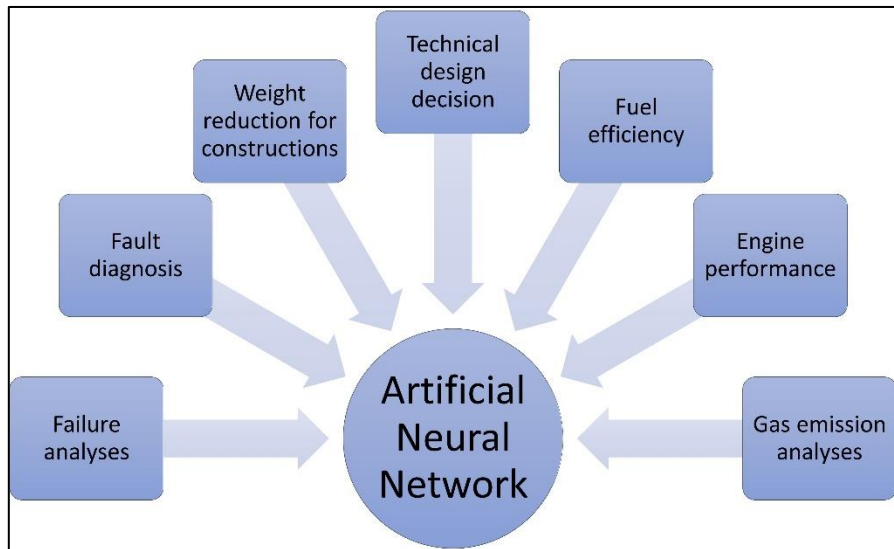 Technical
design
decision
Weight
reduction for
constructions
Fuel
efficiency
Fault
diagnosis
Engine
performance
Failure
analyses
Artificial
Neural
Network
Gas emission
analyses